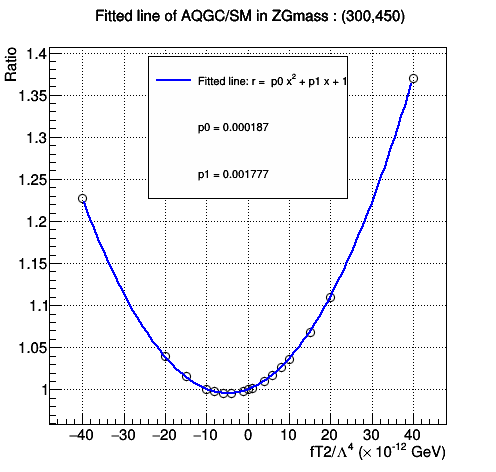 Fitted line of AQGC/SM in ZGmass : (300,450)
Ratio
Fitted line: r = p0 x² + p1 x + 1
p0 = 0.000187
p1 = 0.001777
1.4
1.35
1.3
1.25
1.2
1.15
1.1
1.05
1
−40 −30 −20 −10 0 10 20 30 40
fT2/Λ⁴ (× 10⁻¹² GeV)